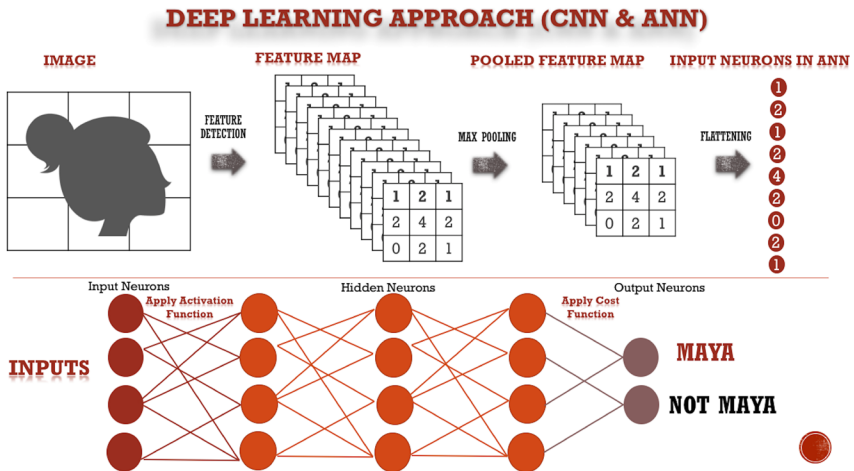 DEEP LEARNING APPROACH (CNN & ANN)
IMAGE
FEATURE MAP
POOLED FEATURE MAP
INPUT NEURONS IN ANN
FEATURE
DETECTION
1 2 1
2 4 2
0 2 1
MAX POOLING
1 2 1
2 4 2
0 2 1
FLATTENING
1
2
1
2
4
2
0
2
1
Input Neurons
Hidden Neurons
Output Neurons
Apply Activation
Function
Apply Cost
Function
INPUTS
MAYA
NOT MAYA